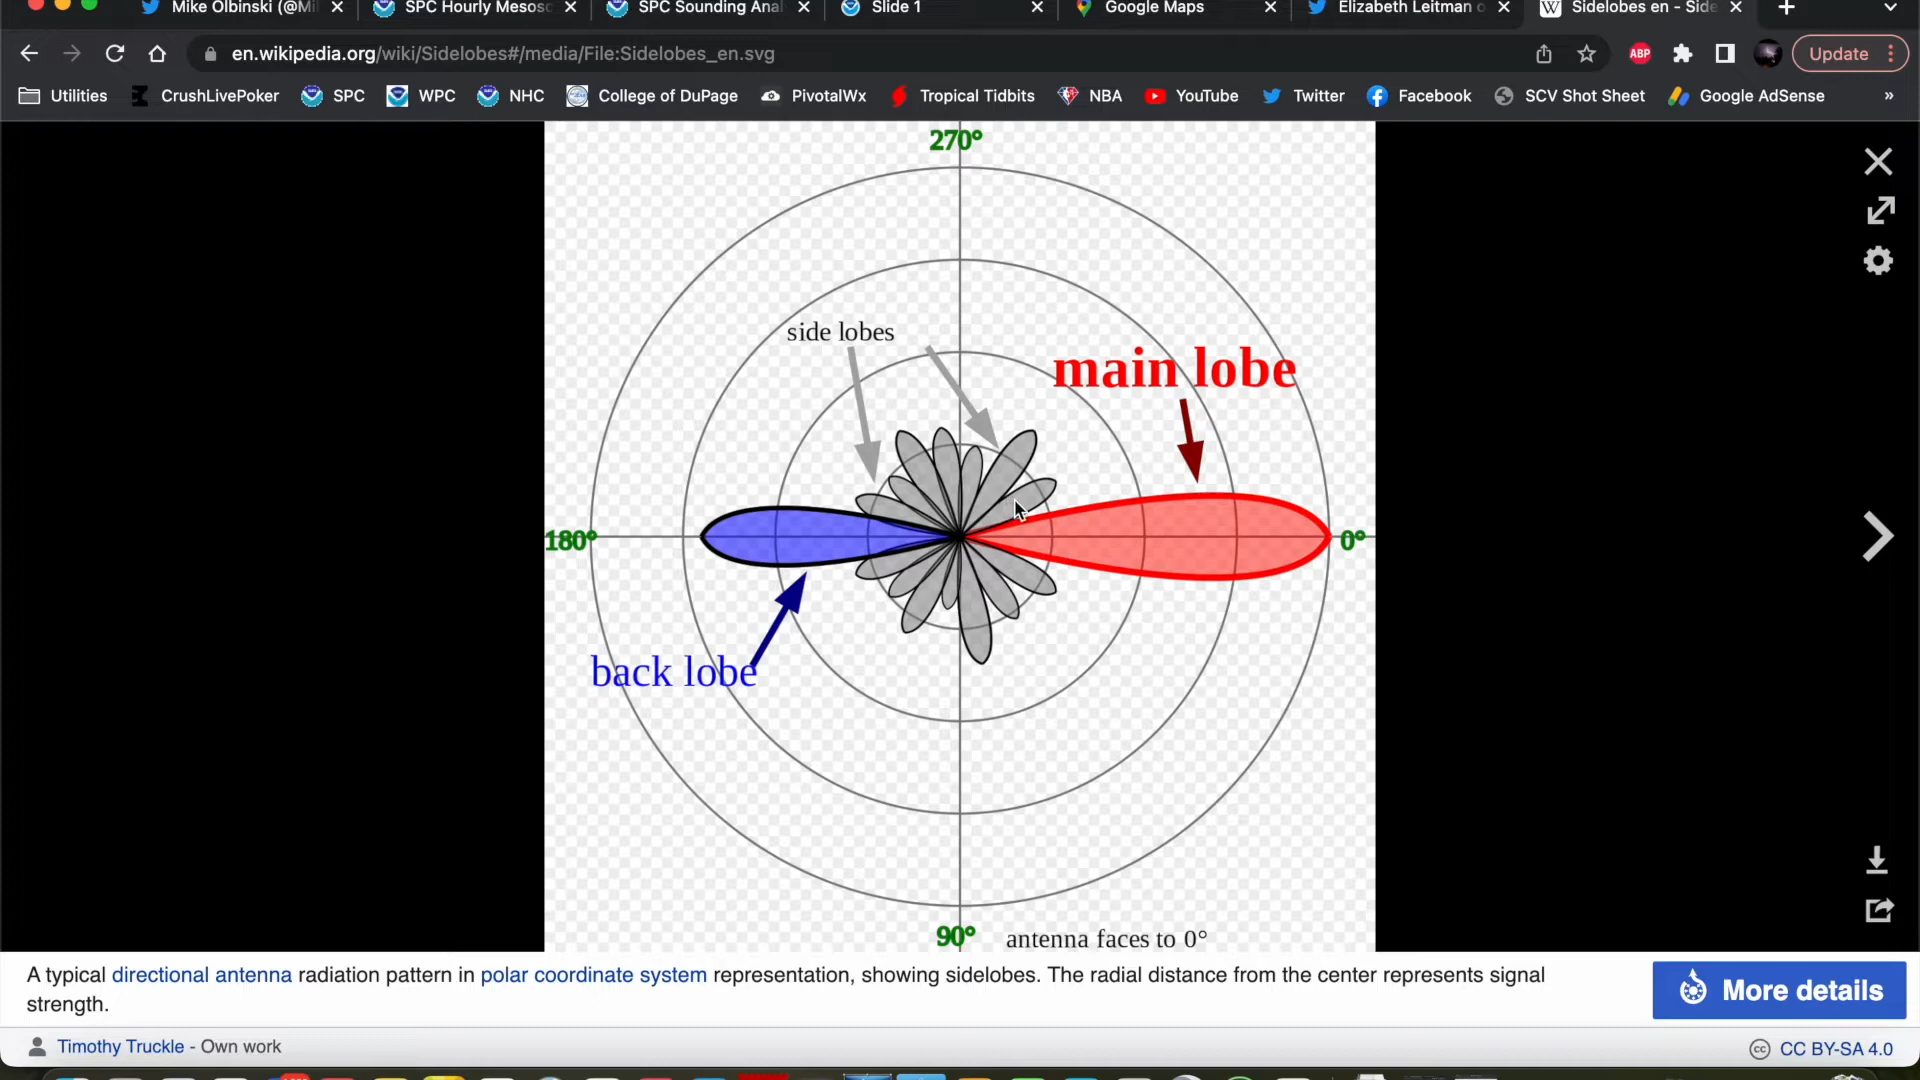 Mike Olbinski (@Mi
SPC Hourly Mesosc
SPC Sounding Anal
Slide 1
Google Maps
Elizabeth Leitman o
Sidelobes en - Side
en.wikipedia.org/wiki/Sidelobes#/media/File:Sidelobes_en.svg
ABP
Update
Utilities
CrushLivePoker
SPC
WPC
NHC
College of DuPage
PivotalWx
Tropical Tidbits
NBA
YouTube
Twitter
Facebook
SCV Shot Sheet
Google AdSense
»
270°
side lobes
main lobe
180°
0°
back lobe
90°
antenna faces to 0°
A typical directional antenna radiation pattern in polar coordinate system representation, showing sidelobes. The radial distance from the center represents signal
strength.
More details
Timothy Truckle - Own work
CC BY-SA 4.0